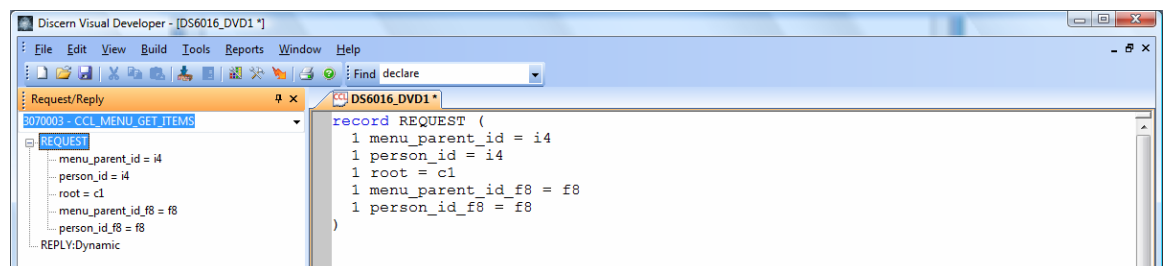 Discern Visual Developer - [DS6016_DVD1 *]
File Edit View Build Tools Reports Window Help
Find declare
Request/Reply
CCL DS6016_DVD1 *
3070003 - CCL_MENU_GET_ITEMS
REQUEST
menu_parent_id = i4
person_id = i4
root = c1
menu_parent_id_f8 = f8
person_id_f8 = f8
REPLY:Dynamic
record REQUEST (
1 menu_parent_id = i4
1 person_id = i4
1 root = c1
1 menu_parent_id_f8 = f8
1 person_id_f8 = f8
)